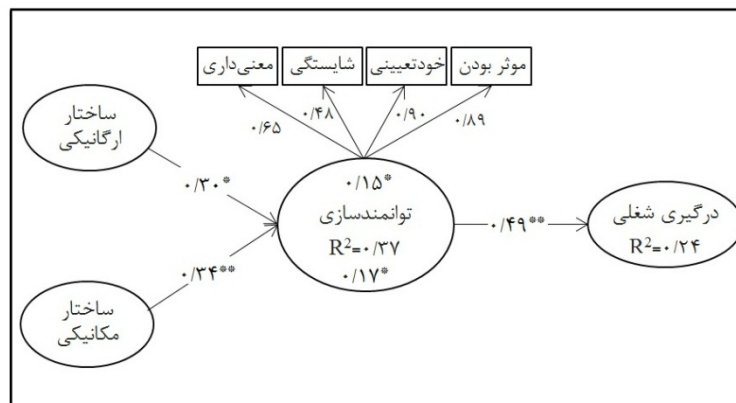 معنی‌داری
شایستگی
خودتعیینی
موثر بودن
۰/۶۵
۰/۴۸
۰/۹۰
۰/۸۹
ساختار
ارگانیکی
۰/۳۰*
ساختار
مکانیکی
۰/۳۴**
۰/۱۵*
توانمندسازی
R²=۰/۳۷
۰/۱۷*
۰/۴۹**
درگیری شغلی
R²=۰/۲۴